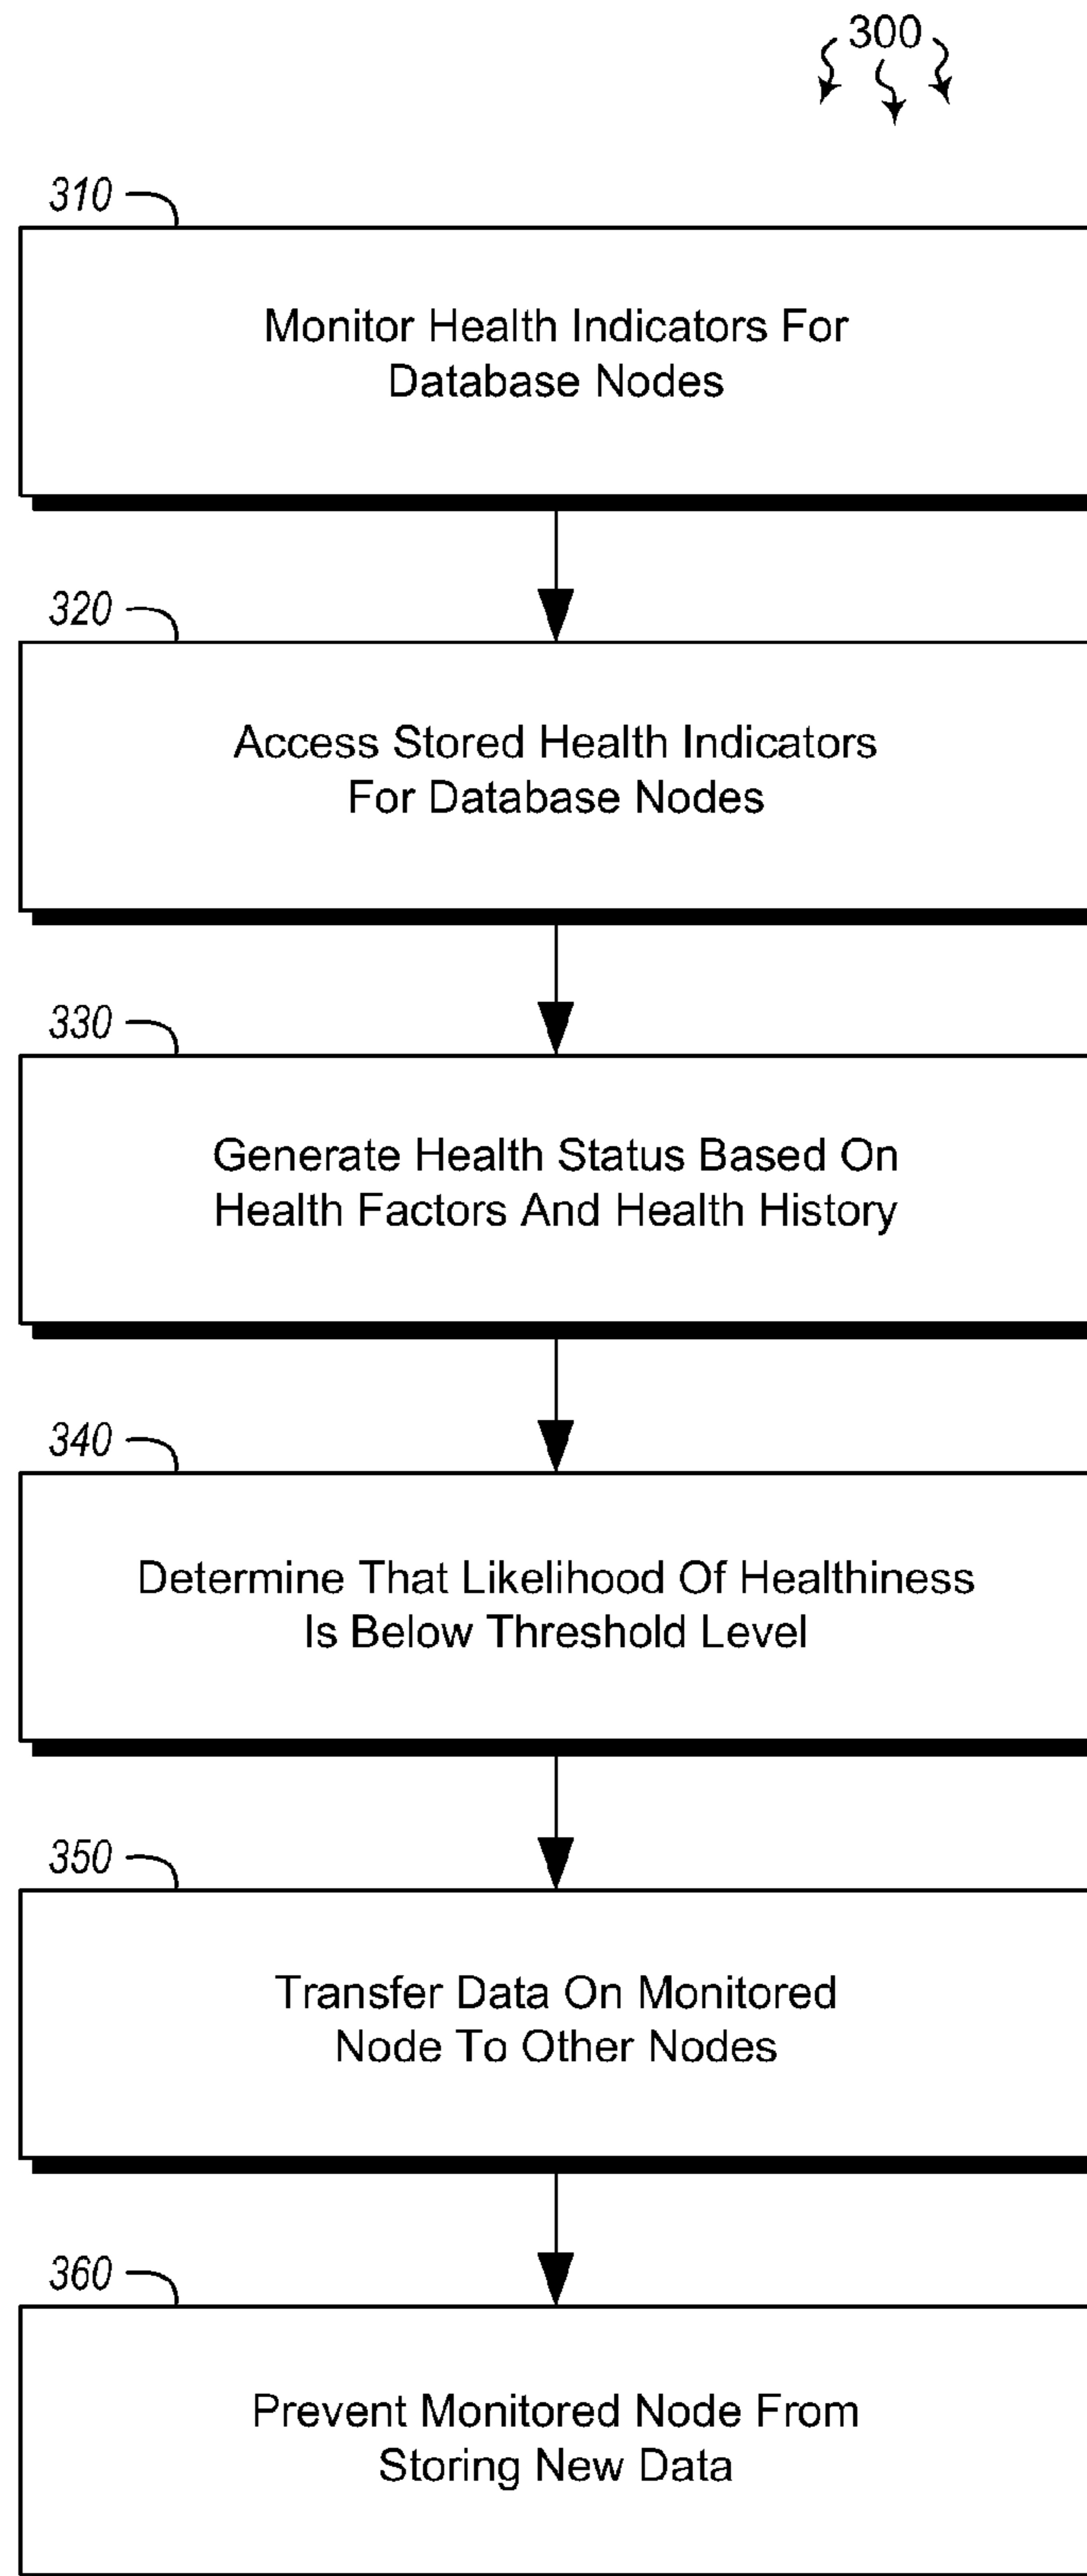 300
310
Monitor Health Indicators For
Database Nodes
320
Access Stored Health Indicators
For Database Nodes
330
Generate Health Status Based On
Health Factors And Health History
340
Determine That Likelihood Of Healthiness
Is Below Threshold Level
350
Transfer Data On Monitored
Node To Other Nodes
360
Prevent Monitored Node From
Storing New Data